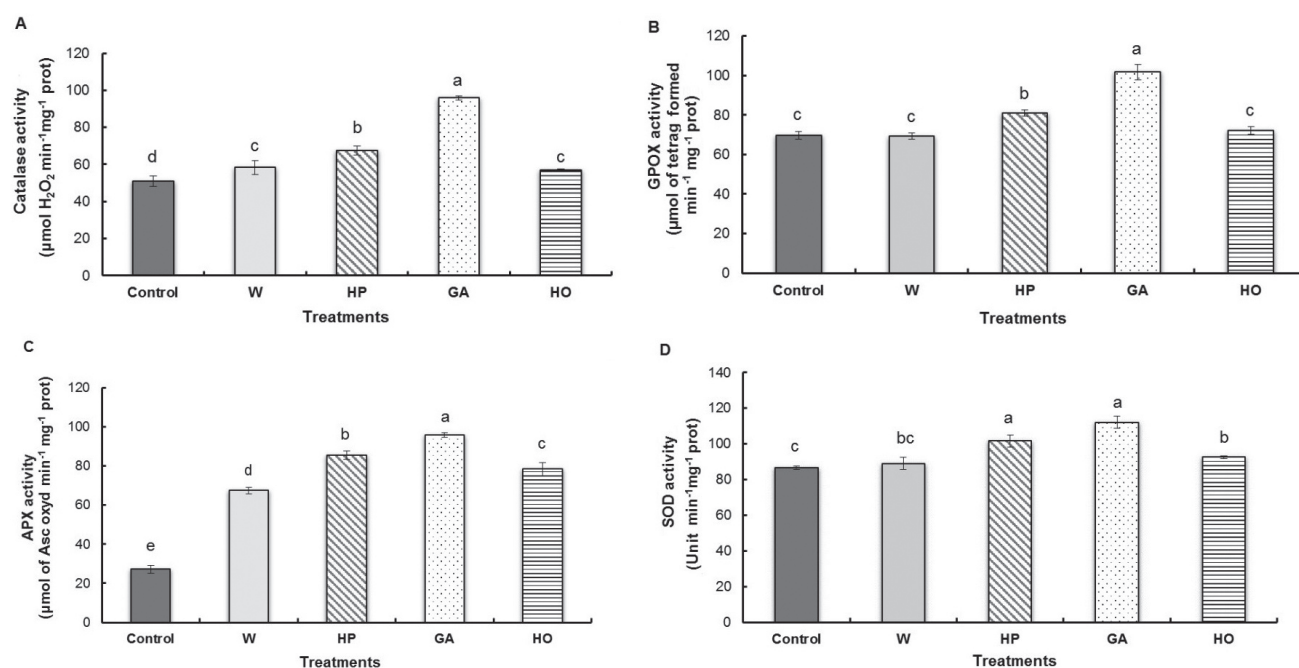 A
Catalase activity
(µmol H₂O₂ min⁻¹mg⁻¹ prot)
120
100
80
60
40
20
0
d
c
b
a
c
Control W HP GA HO
Treatments
B
GPOX activity
(µmol of tetrag formed
min⁻¹ mg⁻¹ prot)
120
100
80
60
40
20
0
c
c
b
a
c
Control W HP GA HO
Treatments
C
APX activity
(µmol of Asc oxyd min⁻¹ mg⁻¹ prot)
120
100
80
60
40
20
0
e
d
b
a
c
Control W HP GA HO
Treatments
D
SOD activity
(Unit min⁻¹mg⁻¹ prot)
140
120
100
80
60
40
20
0
c
bc
a
a
b
Control W HP GA HO
Treatments